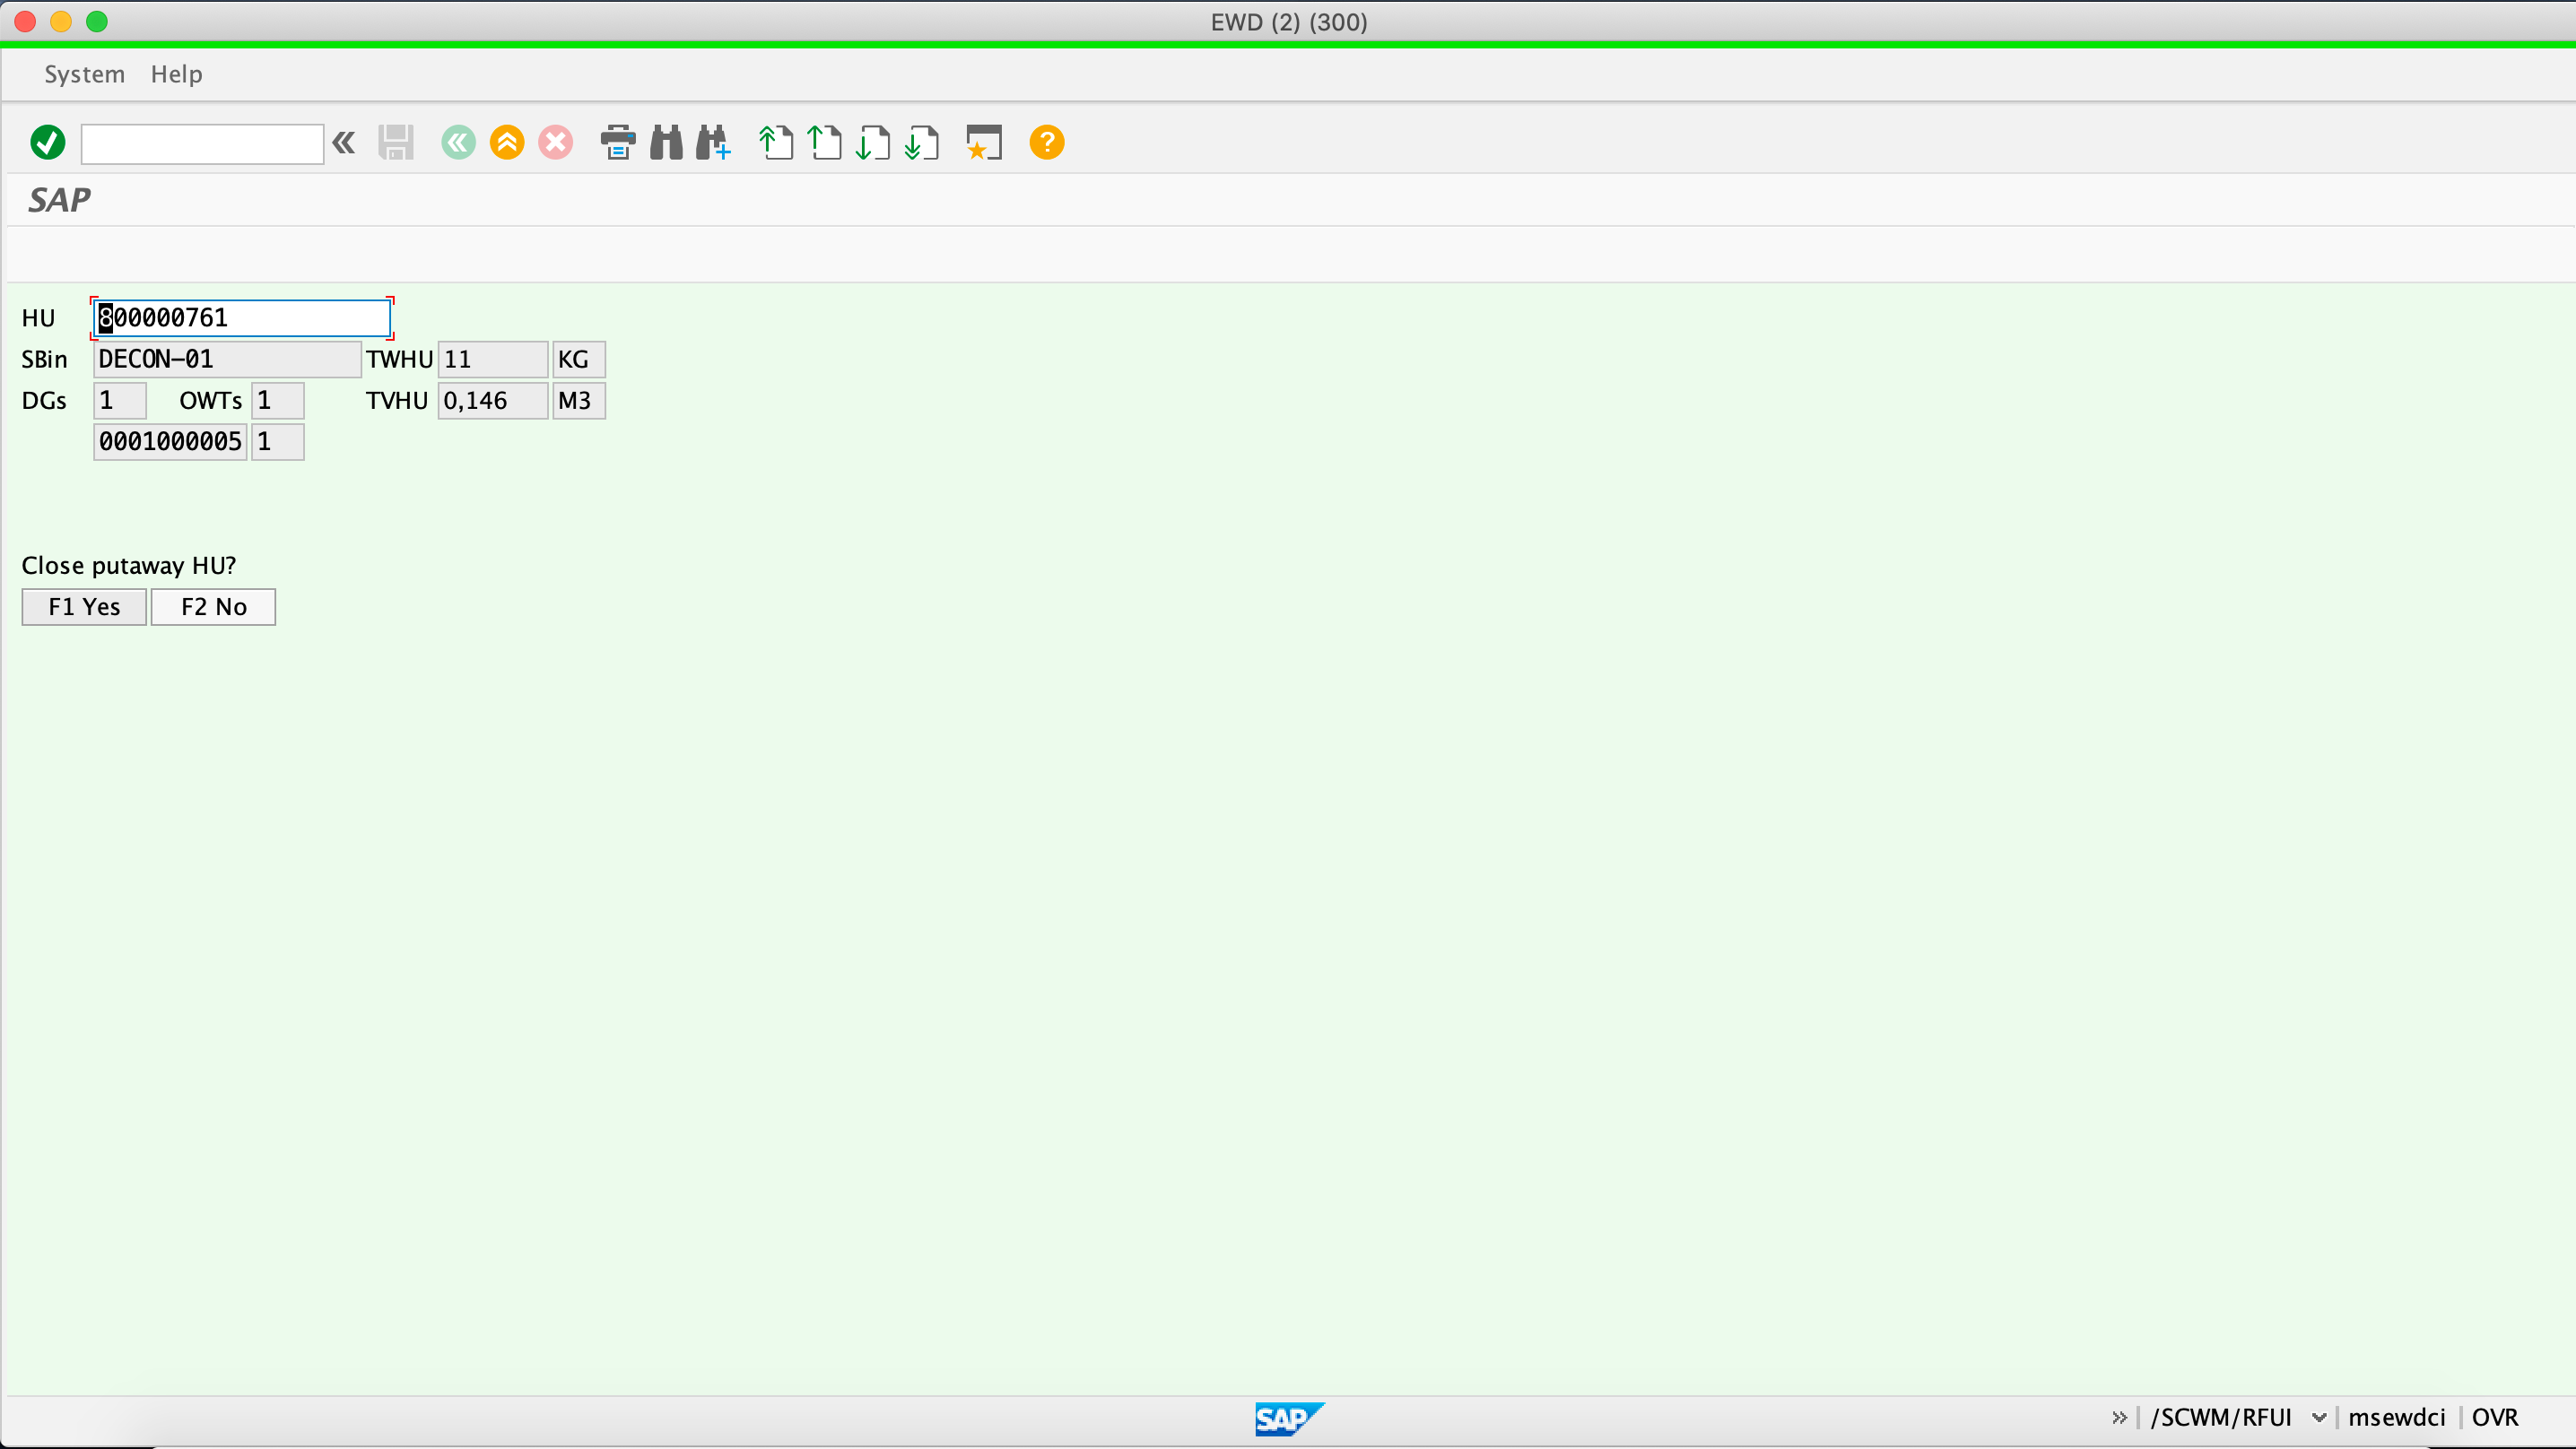 EWD (2) (300)
System Help
SAP
HU 800000761
SBin DECON-01 TWHU 11 KG
DGs 1 OWTs 1 TVHU 0,146 M3
0001000005 1
Close putaway HU?
F1 Yes F2 No
SAP /SCWM/RFUI msewdci OVR